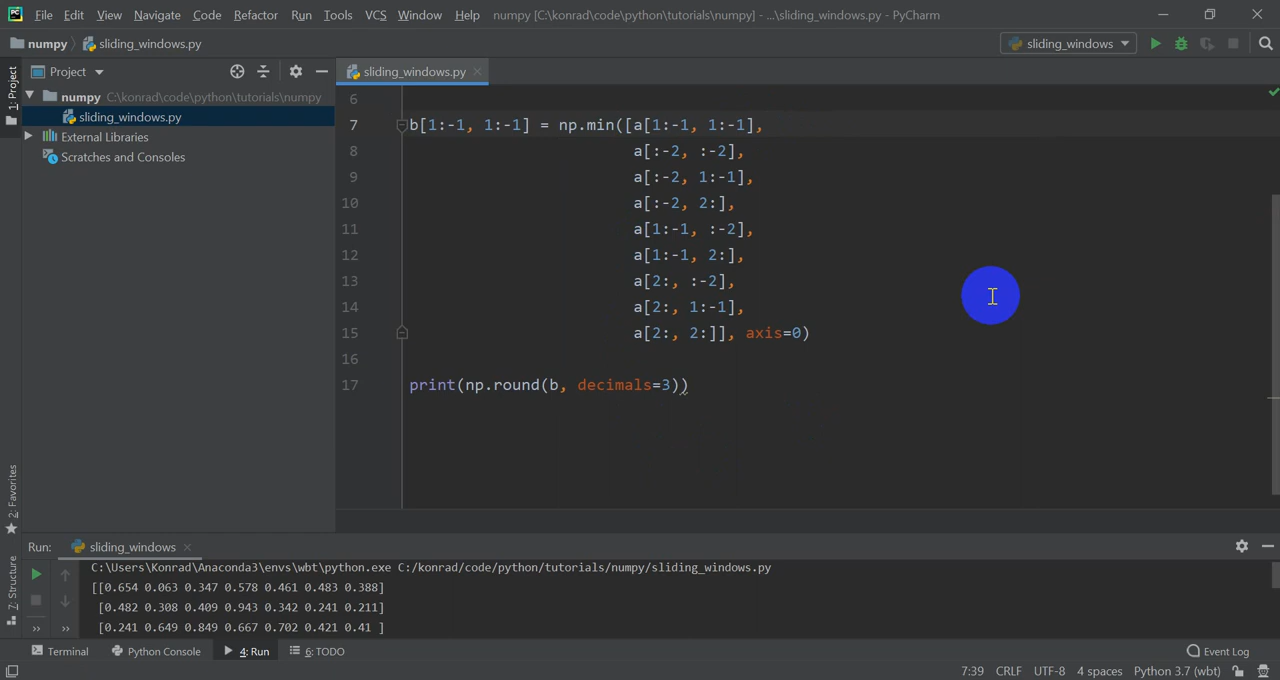 PC File Edit View Navigate Code Refactor Run Tools VCS Window Help numpy [C:\konrad\code\python\tutorials\numpy] - ...\sliding_windows.py - PyCharm
numpy sliding_windows.py sliding_windows
1: Project
Project
sliding_windows.py
numpy C:\konrad\code\python\tutorials\numpy
sliding_windows.py
External Libraries
Scratches and Consoles
6
7 b[1:-1, 1:-1] = np.min([a[1:-1, 1:-1],
8 a[:-2, :-2],
9 a[:-2, 1:-1],
10 a[:-2, 2:],
11 a[1:-1, :-2],
12 a[1:-1, 2:],
13 a[2:, :-2],
14 a[2:, 1:-1],
15 a[2:, 2:]], axis=0)
16
17 print(np.round(b, decimals=3))
2: Favorites
Z: Structure
Run: sliding_windows
C:\Users\Konrad\Anaconda3\envs\wbt\python.exe C:/konrad/code/python/tutorials/numpy/sliding_windows.py
[[0.654 0.063 0.347 0.578 0.461 0.483 0.388]
[0.482 0.308 0.409 0.943 0.342 0.241 0.211]
[0.241 0.649 0.849 0.667 0.702 0.421 0.41 ]
Terminal Python Console 4: Run 6: TODO Event Log
7:39 CRLF UTF-8 4 spaces Python 3.7 (wbt)